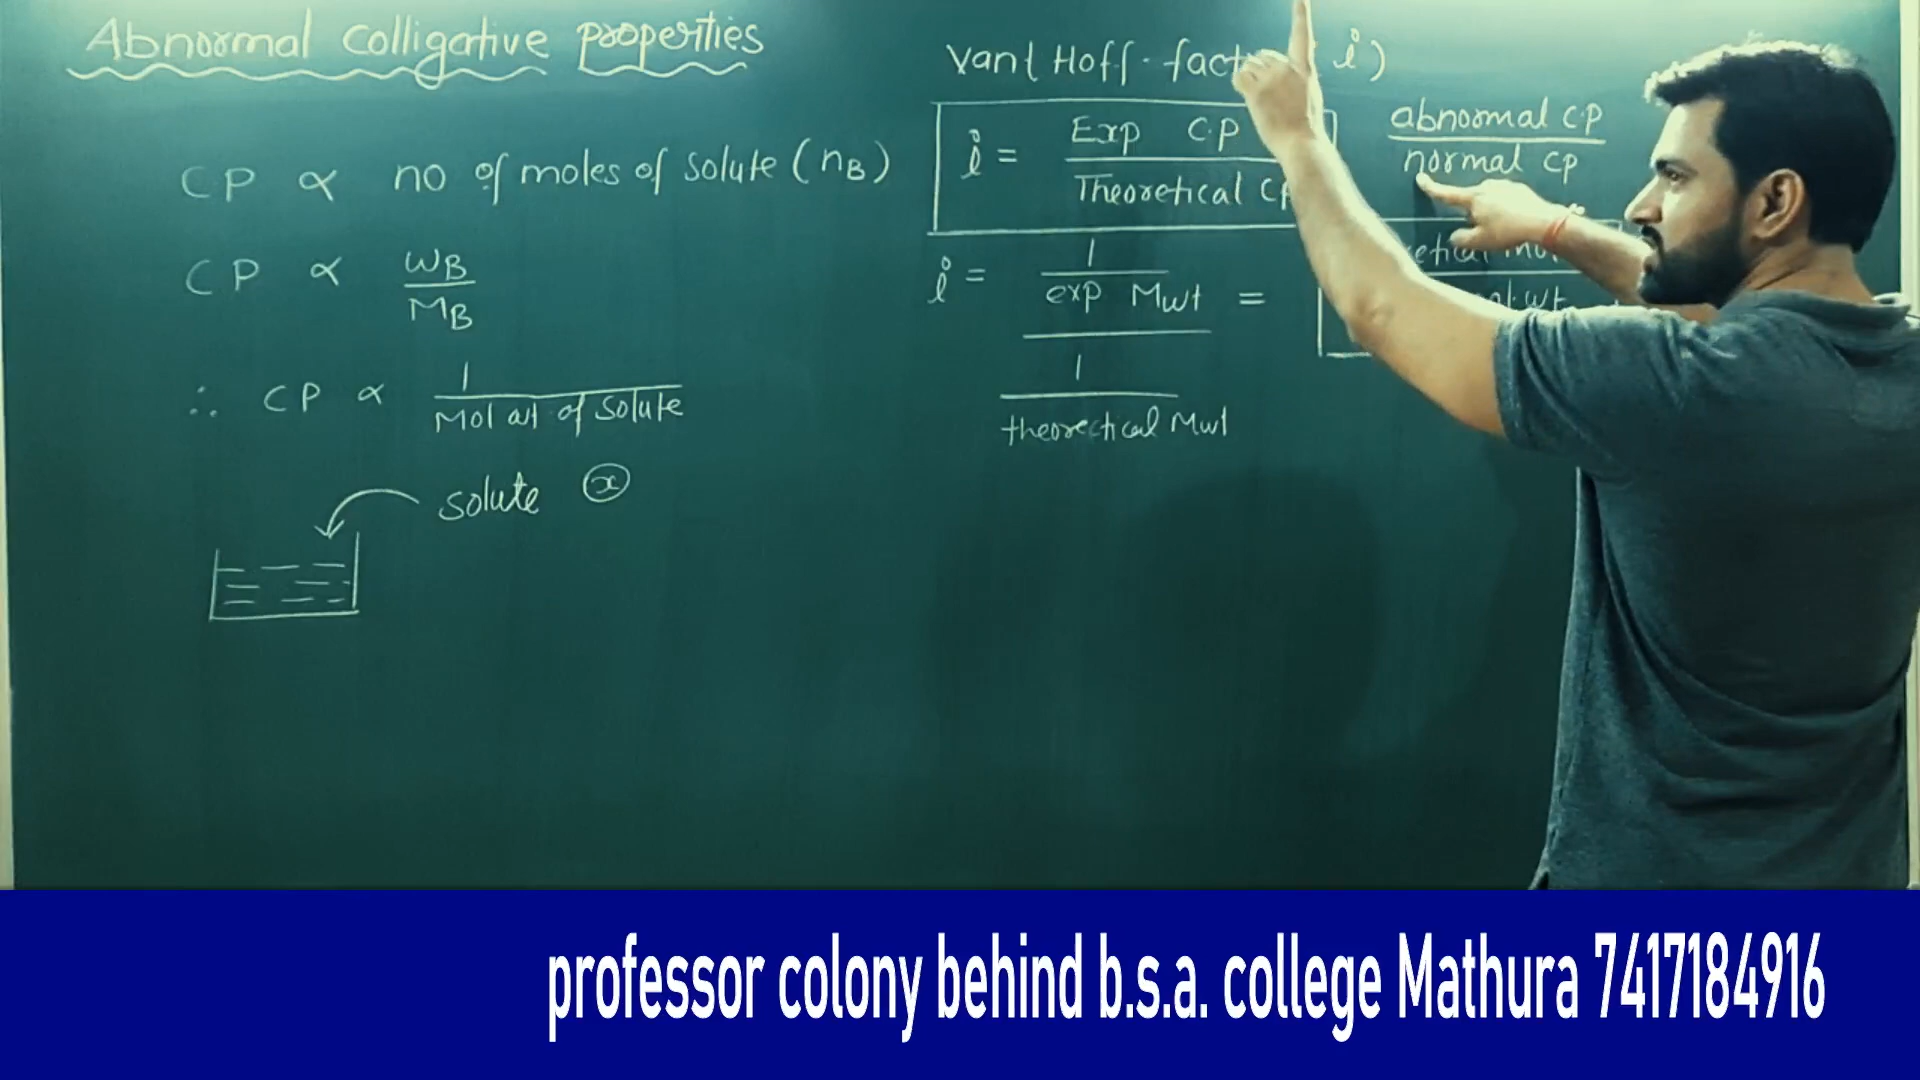 Abnormal Colligative properties
CP ∝ no of moles of solute (nB)
CP ∝ wB / MB
∴ CP ∝ 1 / Mol wt of solute
solute x
Vant Hoff. i)
i = Exp C.P / Theoretical
abnormal C.P / normal CP
i = 1 / exp Mwt =
1 / theorectical Mwt
wt
professor colony behind b.s.a. college Mathura 7417184916